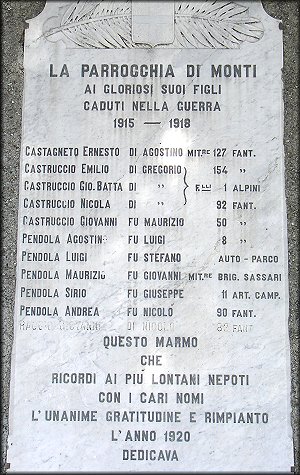 LA PARROCCHIA DI MONTI
AI GLORIOSI SUOI FIGLI
CADUTI NELLA GUERRA
1915 — 1918
CASTAGNETO ERNESTO DI AGOSTINO MIT.RE 127 FANT.
CASTRUCCIO EMILIO DI GREGORIO 154 "
CASTRUCCIO GIO.BATTA DI " F.LLI 1 ALPINI
CASTRUCCIO NICOLA DI " 92 FANT.
CASTRUCCIO GIOVANNI FU MAURIZIO 50 "
PENDOLA AGOSTINO FU LUIGI 8 "
PENDOLA LUIGI FU STEFANO AUTO-PARCO
PENDOLA MAURIZIO FU GIOVANNI MIT.RE BRIG. SASSARI
PENDOLA SIRIO FU GIUSEPPE 11 ART. CAMP.
PENDOLA ANDREA FU NICOLÒ 90 FANT.
GIOVANNI DI NICOLÒ FANT
QUESTO MARMO
CHE
RICORDI AI PIÙ LONTANI NEPOTI
CON I CARI NOMI
L'UNANIME GRATITUDINE E RIMPIANTO
L'ANNO 1920
DEDICAVA